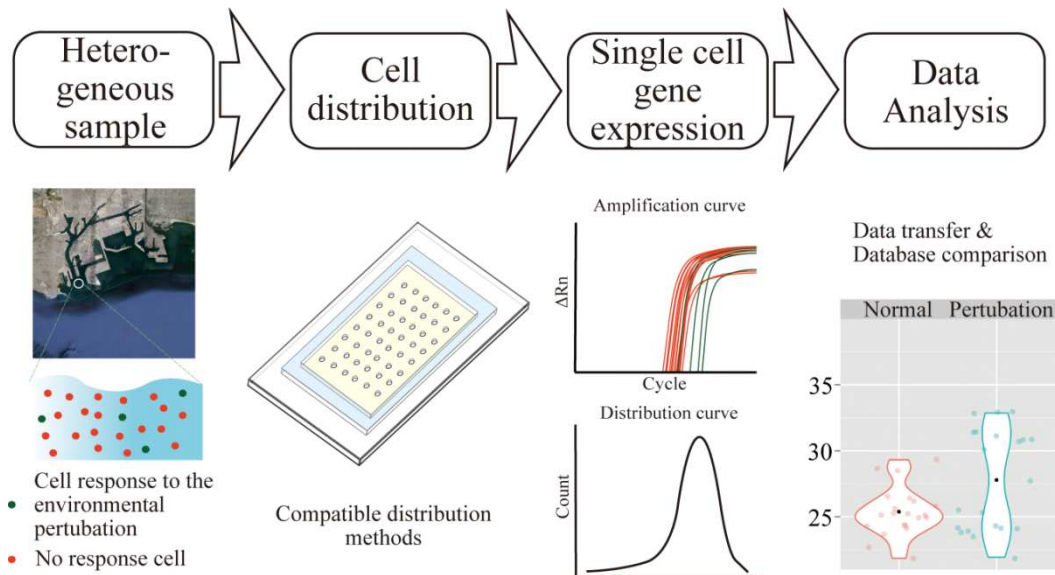 Hetero-
geneous
sample
Cell
distribution
Single cell
gene
expression
Data
Analysis
Cell response to the
environmental
pertubation
No response cell
Compatible distribution
methods
Amplification curve
ΔRn
Cycle
Distribution curve
Count
Data transfer &
Database comparison
Normal Pertubation
35
30
25